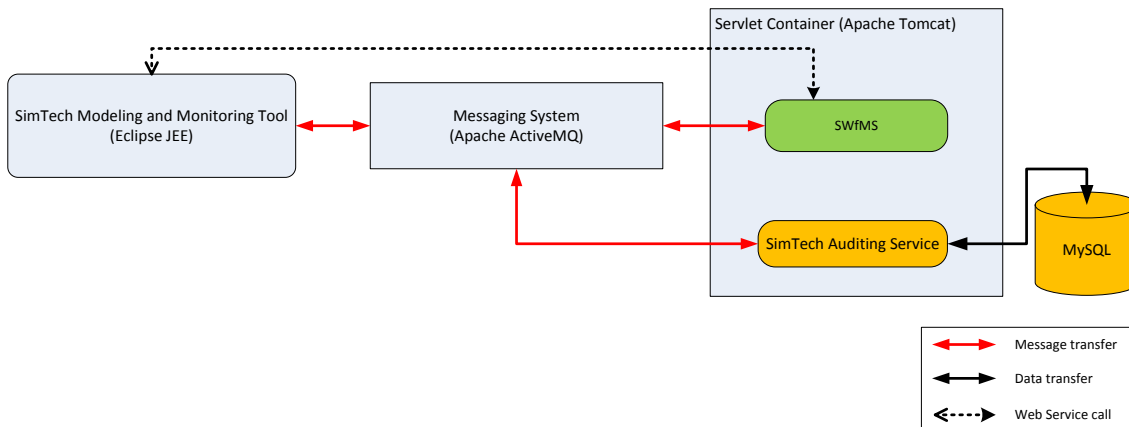 Servlet Container (Apache Tomcat)
SimTech Modeling and Monitoring Tool
(Eclipse JEE)
Messaging System
(Apache ActiveMQ)
SWfMS
SimTech Auditing Service
MySQL
Message transfer
Data transfer
Web Service call